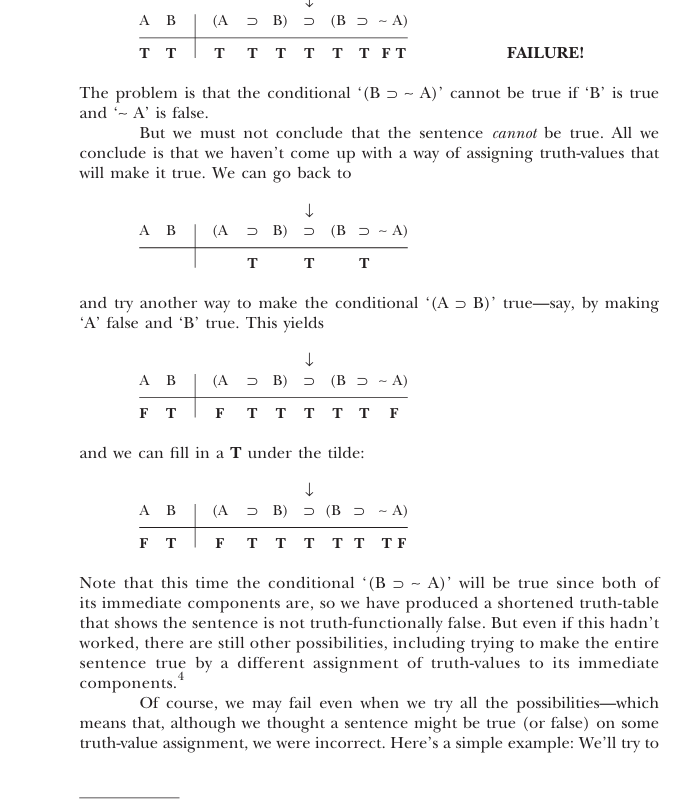 ↓
A B | (A ⊃ B) ⊃ (B ⊃ ~ A)
T T | T T T T T T F T FAILURE!
The problem is that the conditional ‘(B ⊃ ~ A)’ cannot be true if ‘B’ is true
and ‘~ A’ is false.
But we must not conclude that the sentence cannot be true. All we
conclude is that we haven’t come up with a way of assigning truth-values that
will make it true. We can go back to
↓
A B | (A ⊃ B) ⊃ (B ⊃ ~ A)
T T T
and try another way to make the conditional ‘(A ⊃ B)’ true—say, by making
‘A’ false and ‘B’ true. This yields
↓
A B | (A ⊃ B) ⊃ (B ⊃ ~ A)
F T | F T T T T T F
and we can fill in a T under the tilde:
↓
A B | (A ⊃ B) ⊃ (B ⊃ ~ A)
F T | F T T T T T T F
Note that this time the conditional ‘(B ⊃ ~ A)’ will be true since both of
its immediate components are, so we have produced a shortened truth-table
that shows the sentence is not truth-functionally false. But even if this hadn’t
worked, there are still other possibilities, including trying to make the entire
sentence true by a different assignment of truth-values to its immediate
components.4
Of course, we may fail even when we try all the possibilities—which
means that, although we thought a sentence might be true (or false) on some
truth-value assignment, we were incorrect. Here’s a simple example: We’ll try to